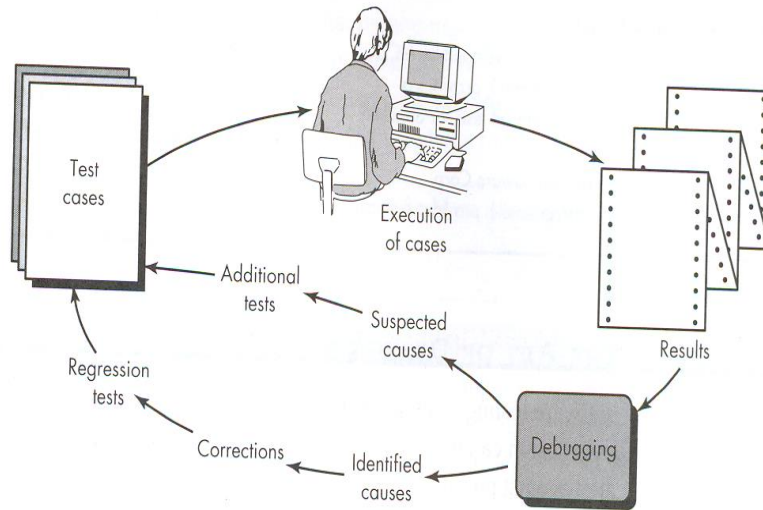 Test
cases
Execution
of cases
Results
Additional
tests
Suspected
causes
Regression
tests
Corrections
Identified
causes
Debugging